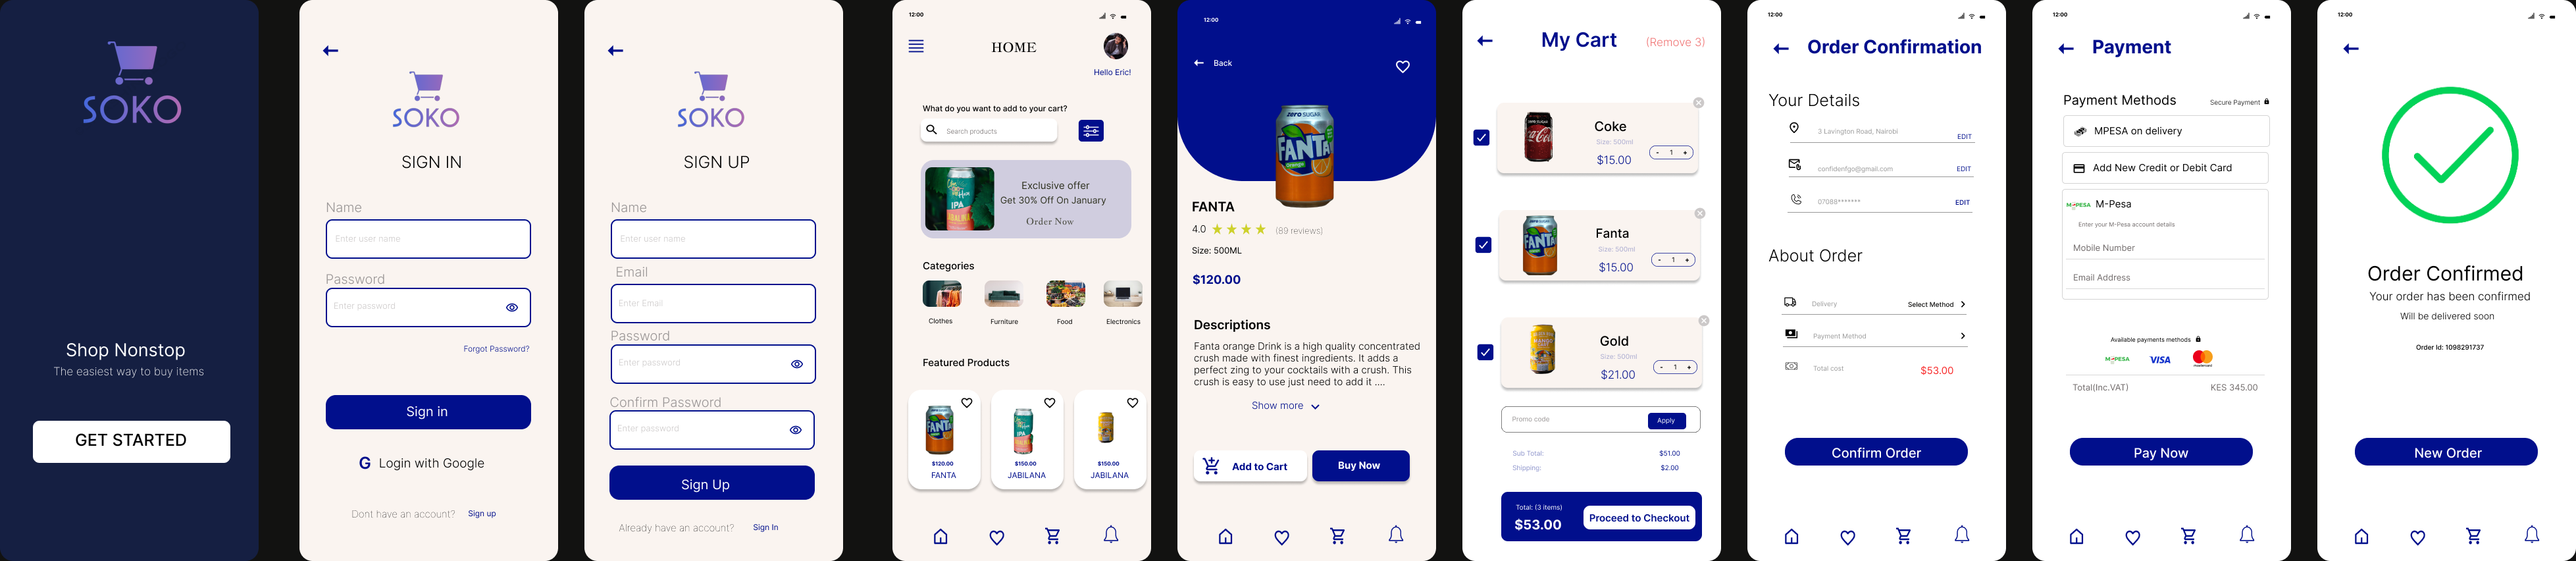 SOKO
Shop Nonstop
The easiest way to buy items
GET STARTED
SOKO
SIGN IN
Name
Enter user name
Password
Enter password
Forgot Password?
Sign in
G Login with Google
Dont have an account? Sign up
SOKO
SIGN UP
Name
Enter user name
Email
Enter Email
Password
Enter password
Confirm Password
Enter password
Sign Up
Already have an account? Sign In
12:00
HOME
Hello Eric!
What do you want to add to your cart?
Search products
IPA
Exclusive offer
Get 30% Off On January
Order Now
Categories
Clothes Furniture Food Electronics
Featured Products
FANTA
IPA
$120.00 $150.00 $150.00
FANTA JABILANA JABILANA
12:00
Back
zero SUGAR
FANTA
FANTA
4.0 (89 reviews)
Size: 500ML
$120.00
Descriptions
Fanta orange Drink is a high quality concentrated
crush made with finest ingredients. It adds a
perfect zing to your cocktails with a crush. This
crush is easy to use just need to add it ....
Show more
Add to Cart Buy Now
My Cart (Remove 3)
Coke
Size: 500ml
$15.00 - 1 +
FANTA
Fanta
Size: 500ml
$15.00 - 1 +
Gold
Size: 500ml
$21.00 - 1 +
Promo code Apply
Sub Total: $51.00
Shipping: $2.00
Total: (3 items)
$53.00 Proceed to Checkout
12:00
Order Confirmation
Your Details
3 Lavington Road, Nairobi EDIT
confidenfgo@gmail.com EDIT
07088******* EDIT
About Order
Delivery Select Method
Payment Method
Total cost $53.00
Confirm Order
12:00
Payment
Payment Methods Secure Payment
MPESA on delivery
Add New Credit or Debit Card
M-PESA M-Pesa
Enter your M-Pesa account details
Mobile Number
Email Address
Available payments methods
M-PESA VISA mastercard
Total(Inc.VAT) KES 345.00
Pay Now
12:00
Order Confirmed
Your order has been confirmed
Will be delivered soon
Order Id: 1098291737
New Order